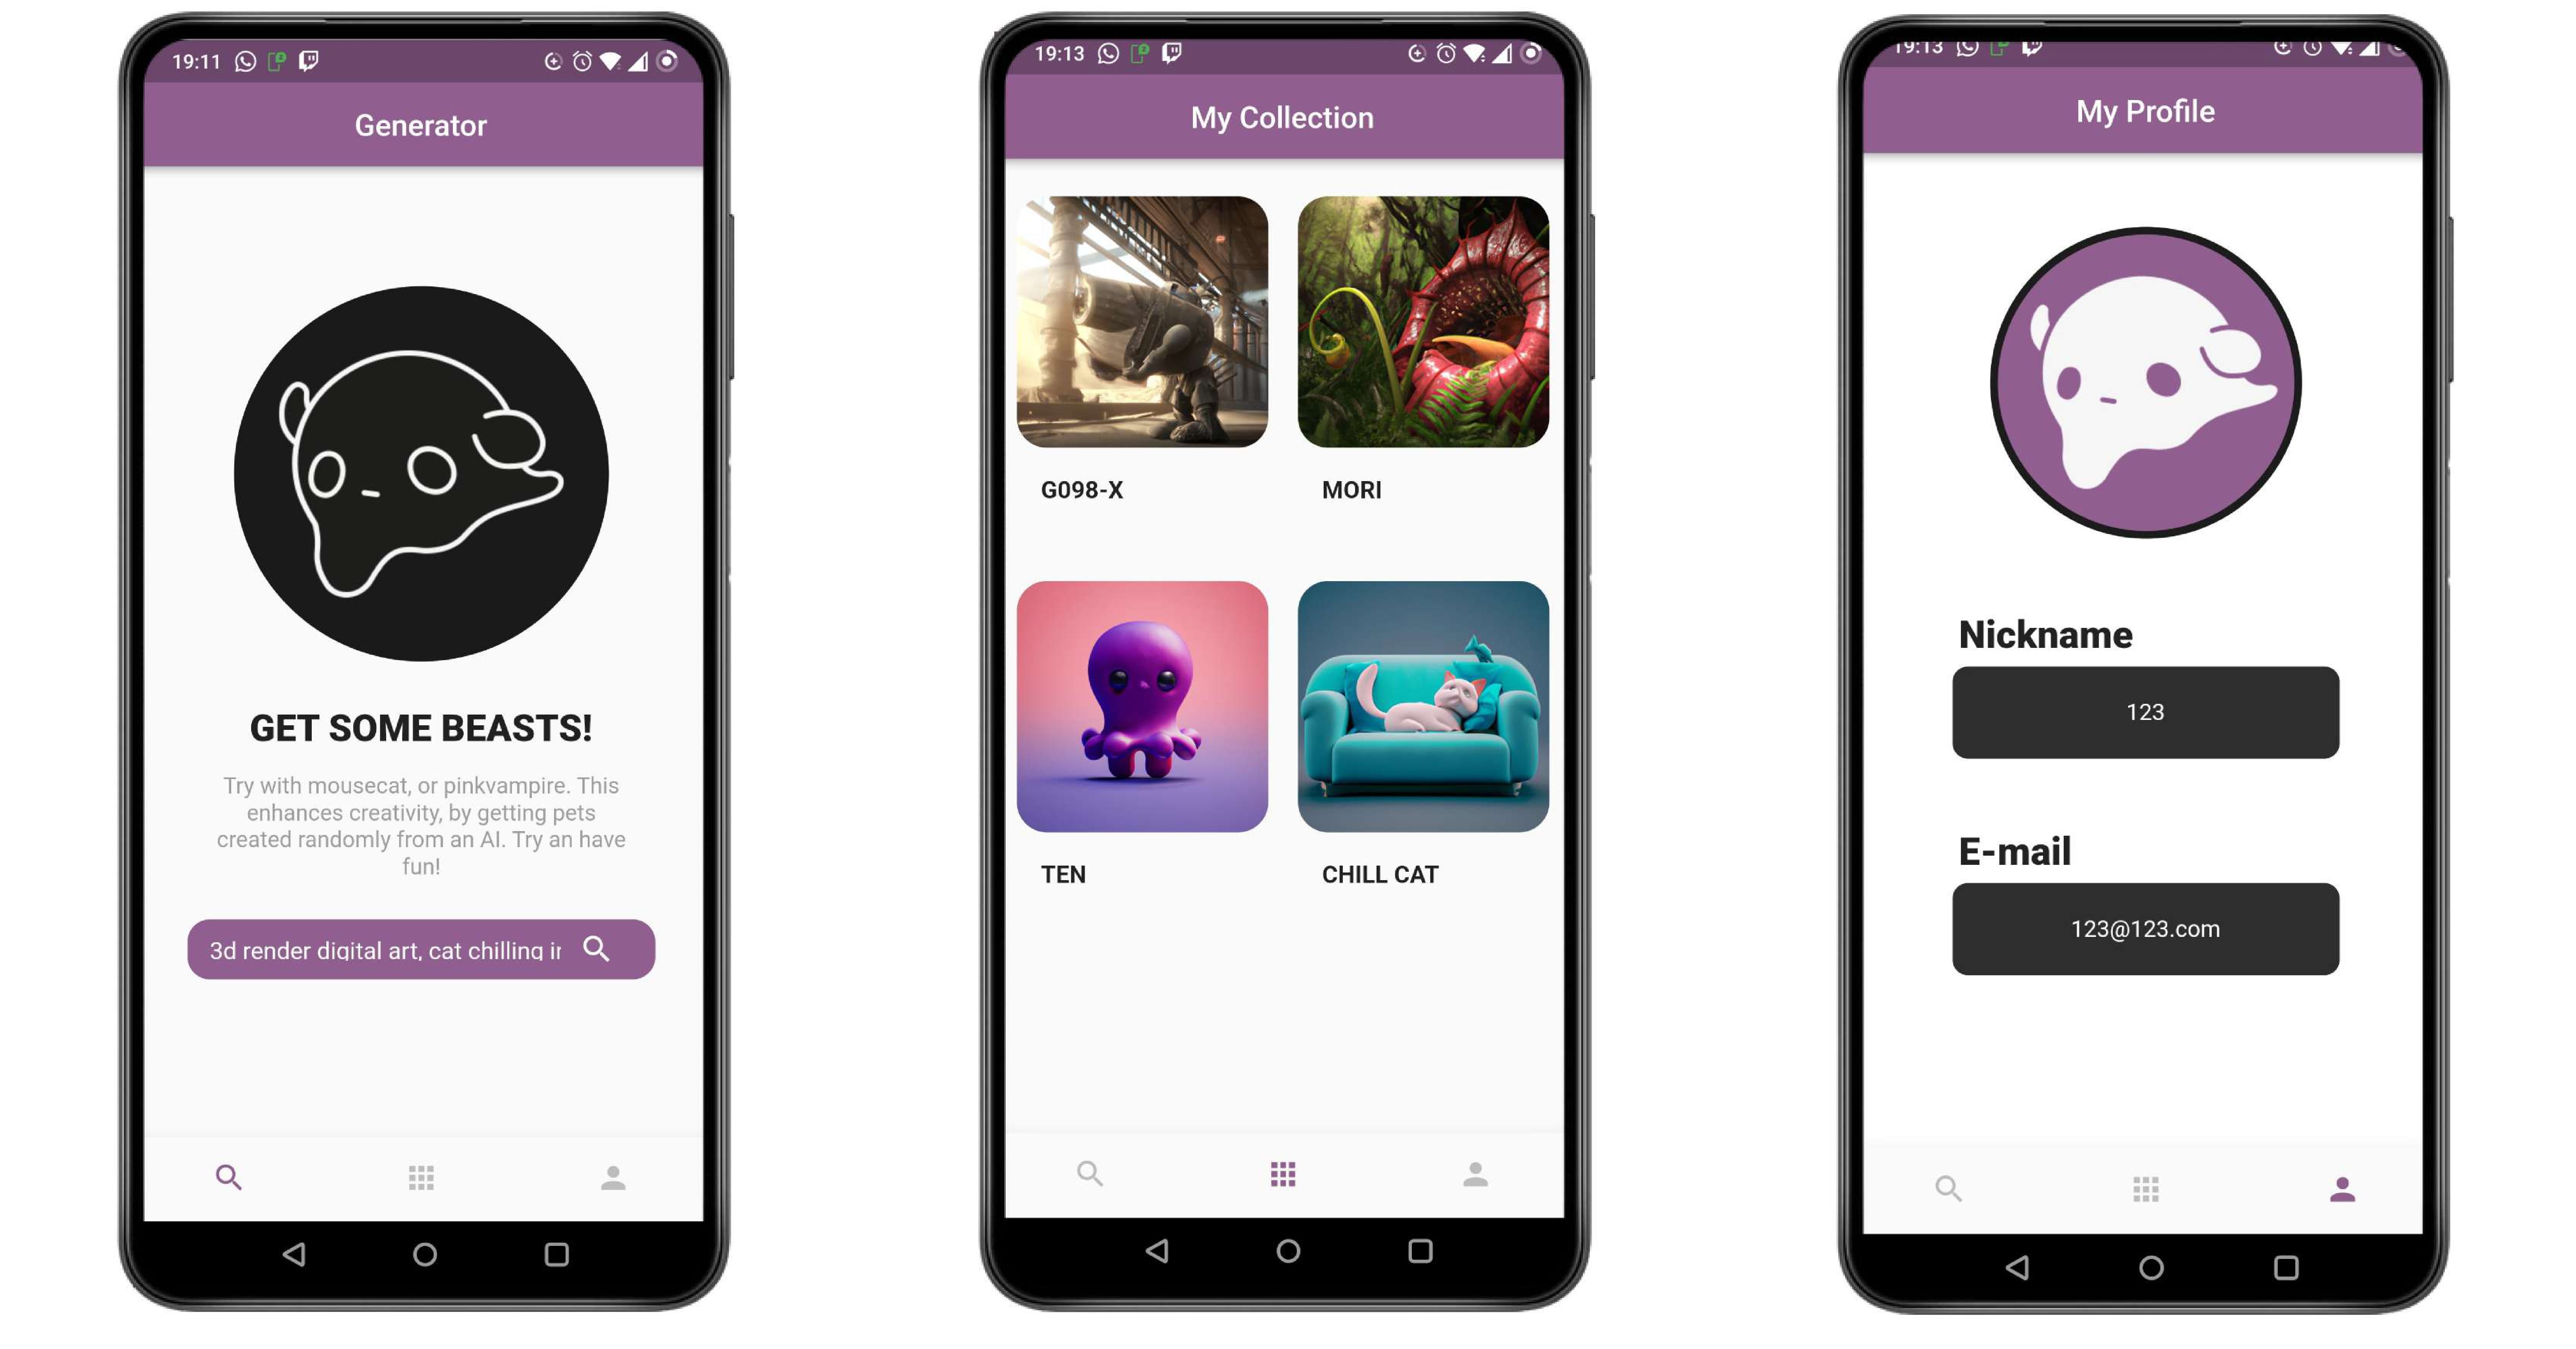 19:11
Generator
GET SOME BEASTS!
Try with mousecat, or pinkvampire. This
enhances creativity, by getting pets
created randomly from an AI. Try an have
fun!
3d render digital art, cat chilling in
19:13
My Collection
G098-X
MORI
TEN
CHILL CAT
19:13
My Profile
Nickname
123
E-mail
123@123.com